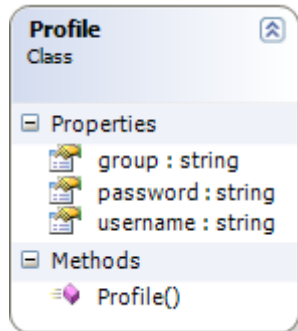 Profile
Class
Properties
group : string
password : string
username : string
Methods
Profile()